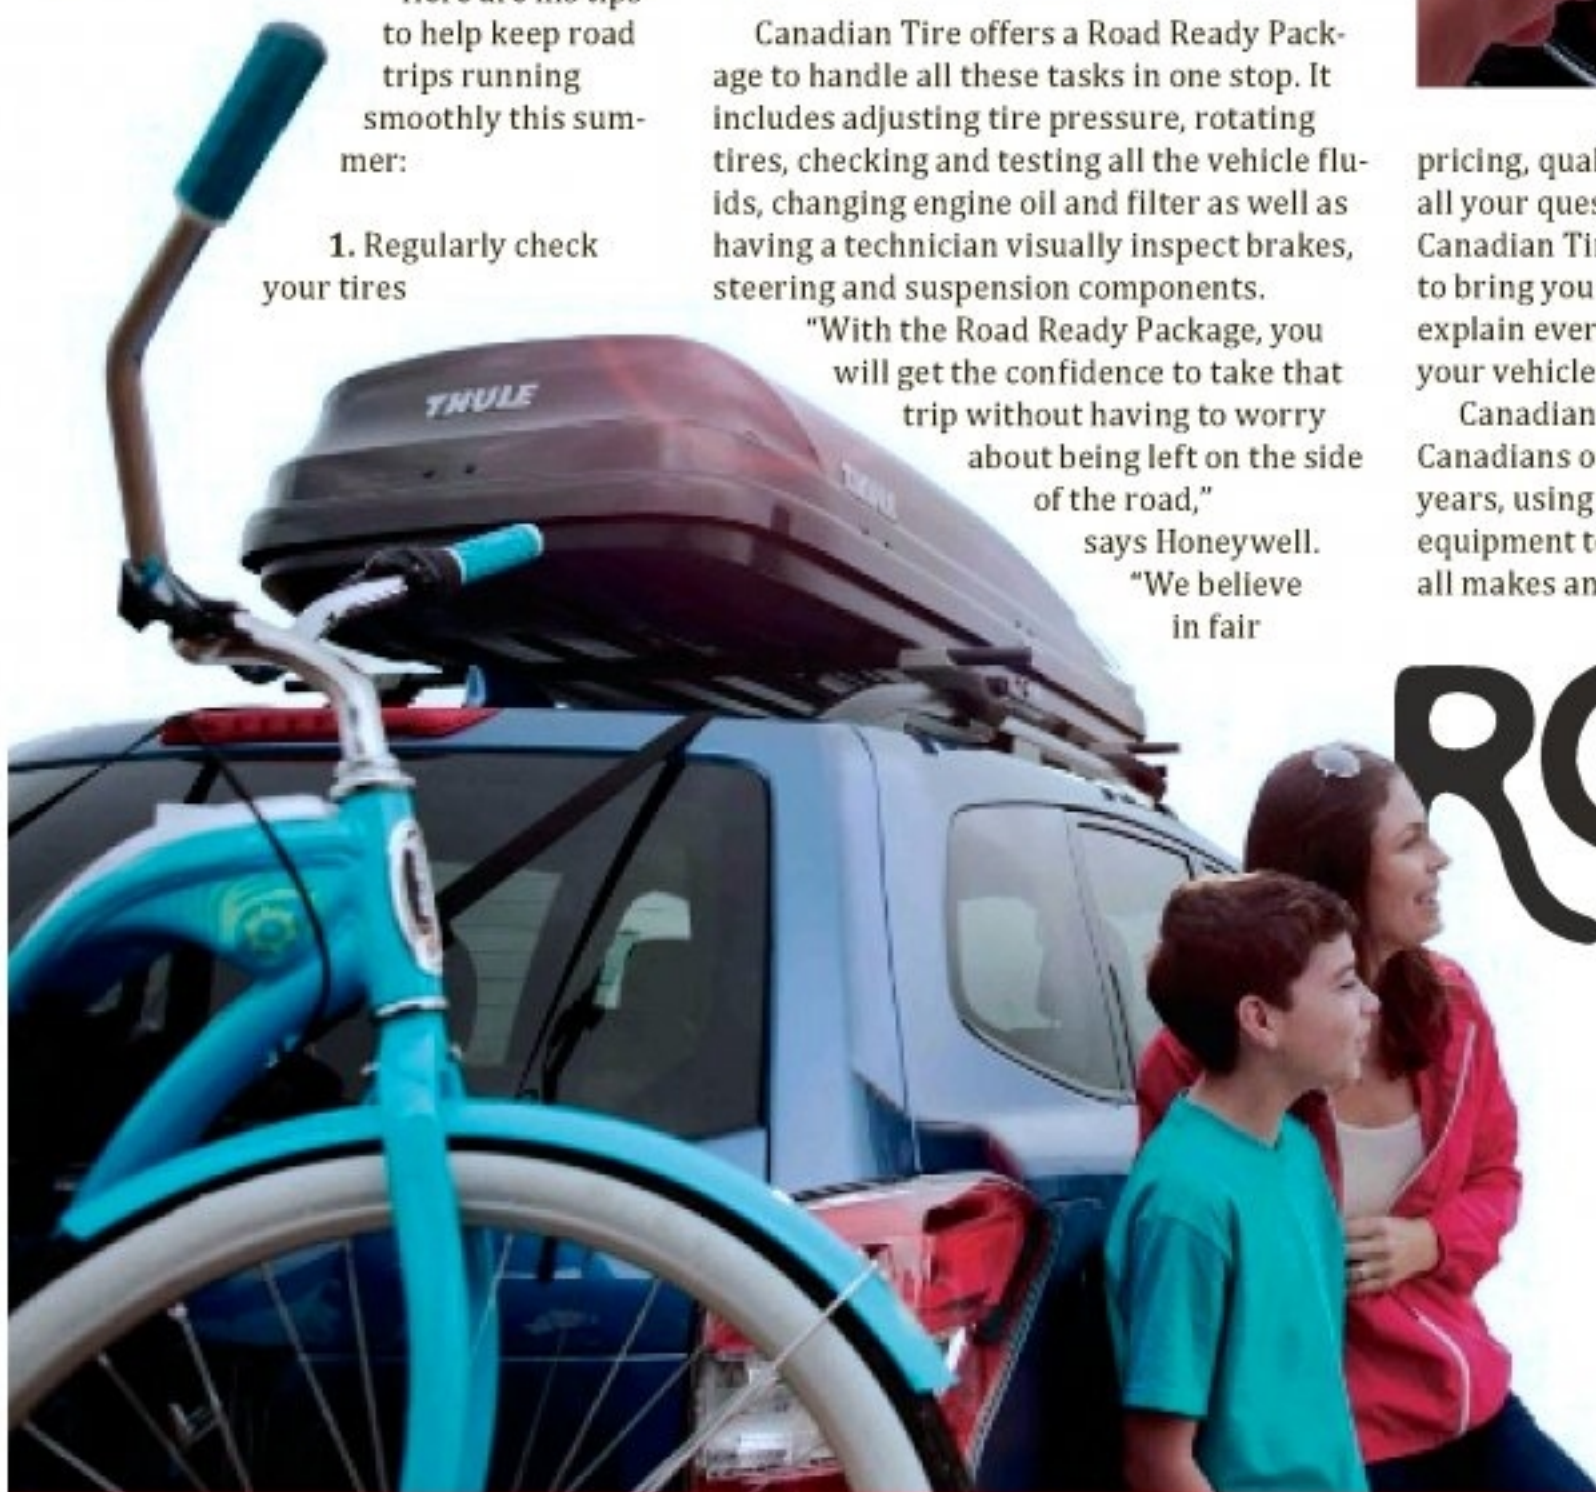 to help keep road
trips running
smoothly this sum-
mer:
1. Regularly check
your tires
Canadian Tire offers a Road Ready Pack-
age to handle all these tasks in one stop. It
includes adjusting tire pressure, rotating
tires, checking and testing all the vehicle flu-
ids, changing engine oil and filter as well as
having a technician visually inspect brakes,
steering and suspension components.
“With the Road Ready Package, you
will get the confidence to take that
trip without having to worry
about being left on the side
of the road,”
says Honeywell.
“We believe
in fair
pricing,
all your
Canadian
to bring you
explain
your vehicle
Canadian
Canadians
years, using
equipment
all makes
THULE
THULE